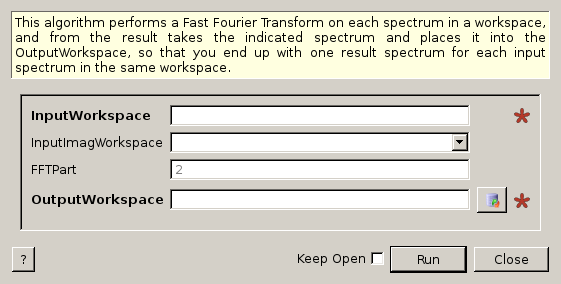 This algorithm performs a Fast Fourier Transform on each spectrum in a workspace,
and from the result takes the indicated spectrum and places it into the
OutputWorkspace, so that you end up with one result spectrum for each input
spectrum in the same workspace.
InputWorkspace
InputImagWorkspace
FFTPart 2
OutputWorkspace
? Keep Open Run Close